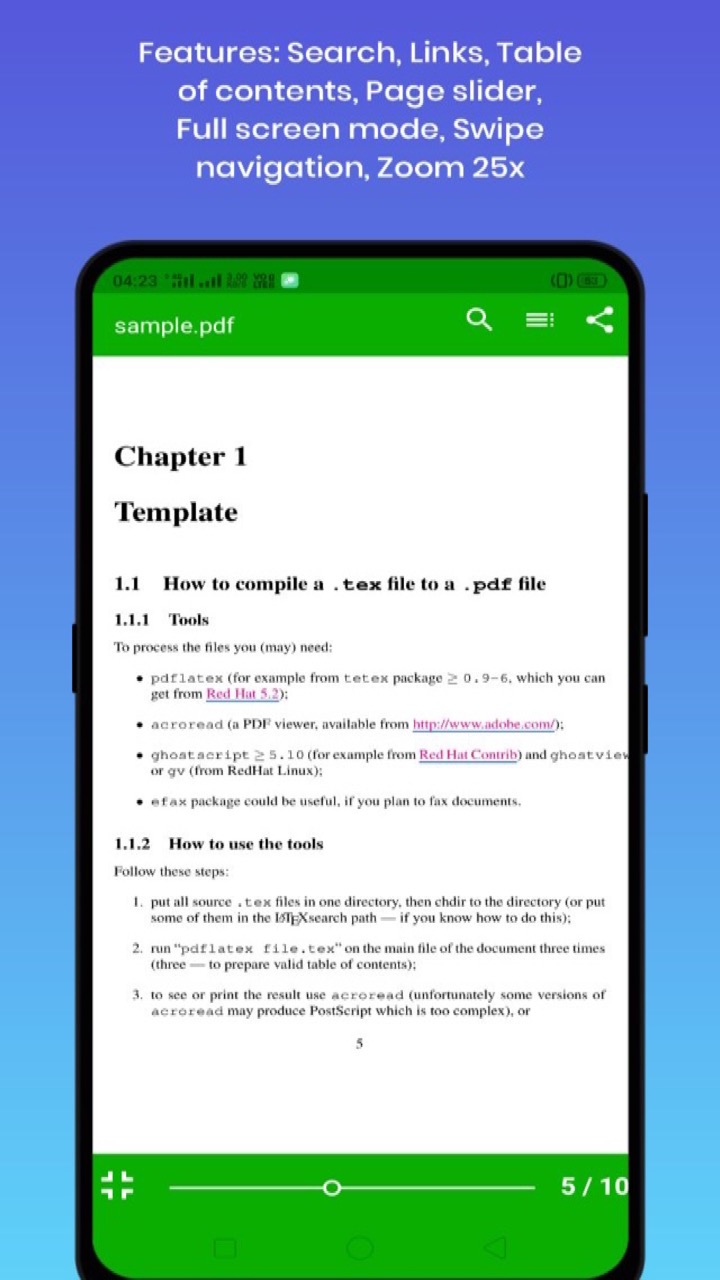 Features: Search, Links, Table
of contents, Page slider,
Full screen mode, Swipe
navigation, Zoom 25x
04:23
sample.pdf
Chapter 1
Template
1.1 How to compile a .tex file to a .pdf file
1.1.1 Tools
To process the files you (may) need:
• pdflatex (for example from tetex package ≥ 0.9-6, which you can
get from Red Hat 5.2);
• acroread (a PDF viewer, available from http://www.adobe.com/);
• ghostscript ≥ 5.10 (for example from Red Hat Contrib) and ghostview
or gv (from RedHat Linux);
• efax package could be useful, if you plan to fax documents.
1.1.2 How to use the tools
Follow these steps:
1. put all source .tex files in one directory, then chdir to the directory (or put
some of them in the LATEXsearch path — if you know how to do this);
2. run "pdflatex file.tex" on the main file of the document three times
(three — to prepare valid table of contents);
3. to see or print the result use acroread (unfortunately some versions of
acroread may produce PostScript which is too complex), or
5
5 / 10